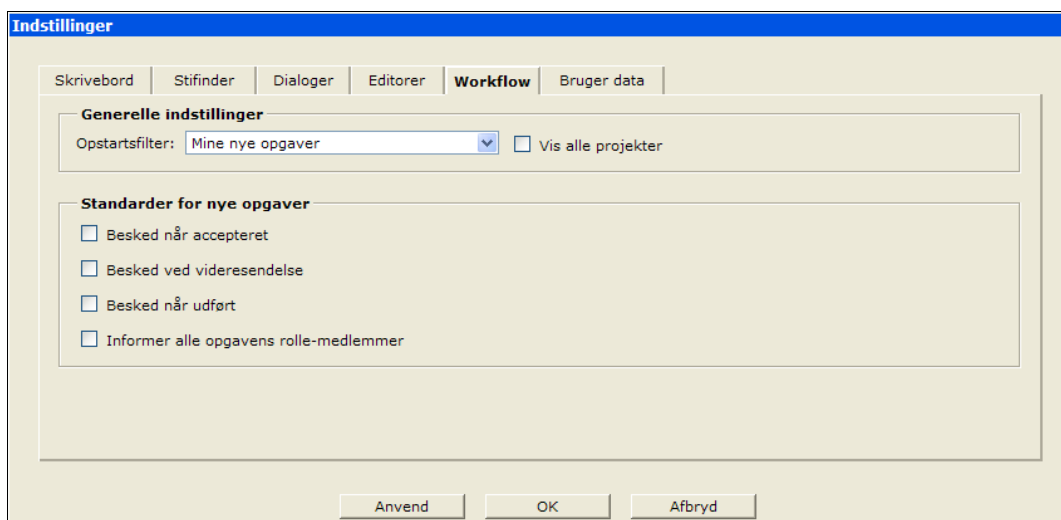 Indstillinger
Skrivebord Stifinder Dialoger Editorer Workflow Bruger data
Generelle indstillinger
Opstartsfilter: Mine nye opgaver Vis alle projekter
Standarder for nye opgaver
Besked når accepteret
Besked ved videresendelse
Besked når udført
Informer alle opgavens rolle-medlemmer
Anvend OK Afbryd